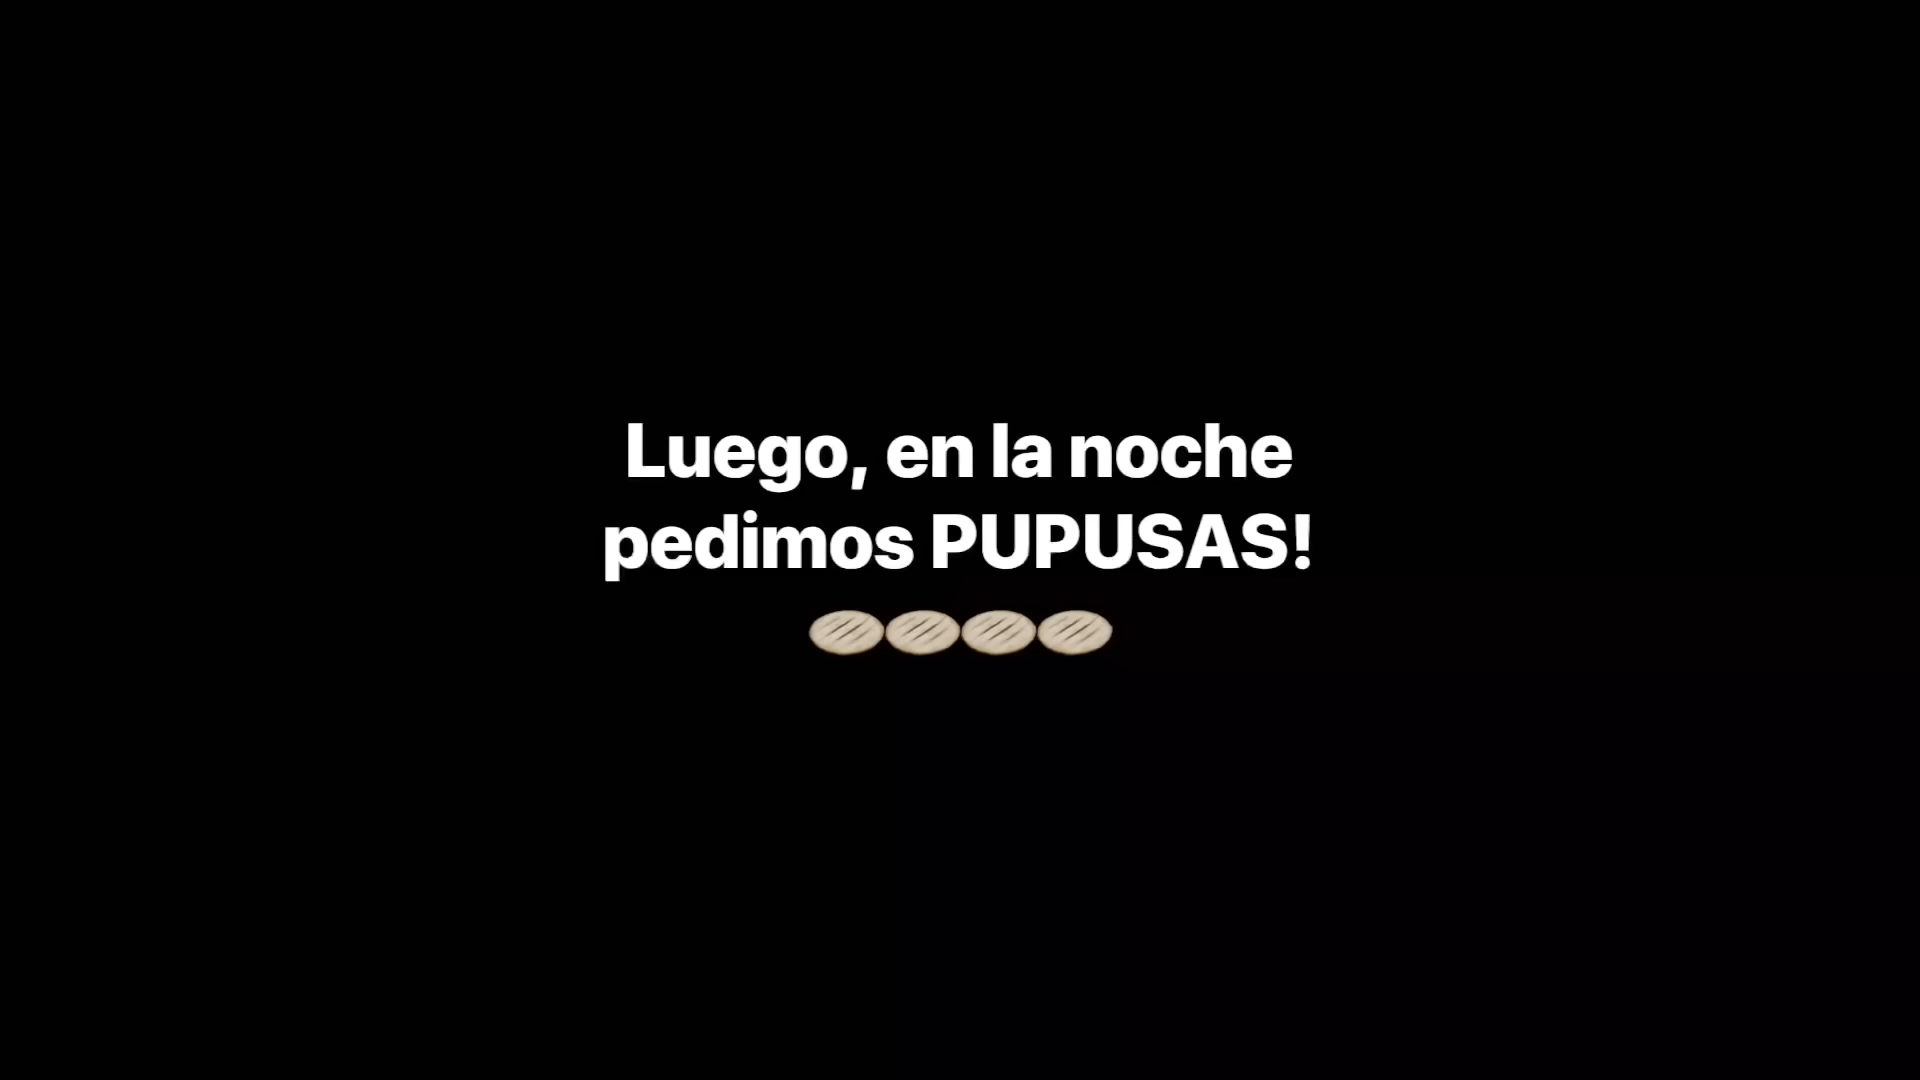 Luego, en la noche
pedimos PUPUSAS!
🫓🫓🫓🫓